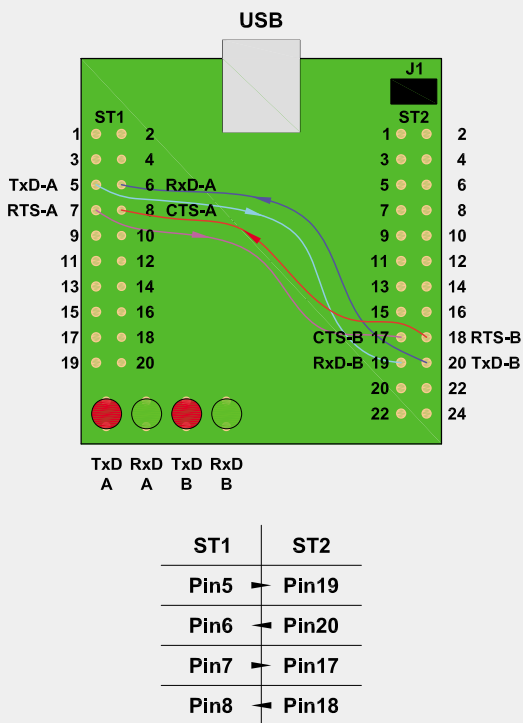 USB
J1
ST1 ST2
1 2 1 2
3 4 3 4
TxD-A 5 6 RxD-A 5 6
RTS-A 7 8 CTS-A 7 8
9 10 9 10
11 12 11 12
13 14 13 14
15 16 15 16
17 18 CTS-B 17 18 RTS-B
19 20 RxD-B 19 20 TxD-B
20 22
22 24
TxD RxD TxD RxD
A A B B
ST1 ST2
Pin5 Pin19
Pin6 Pin20
Pin7 Pin17
Pin8 Pin18